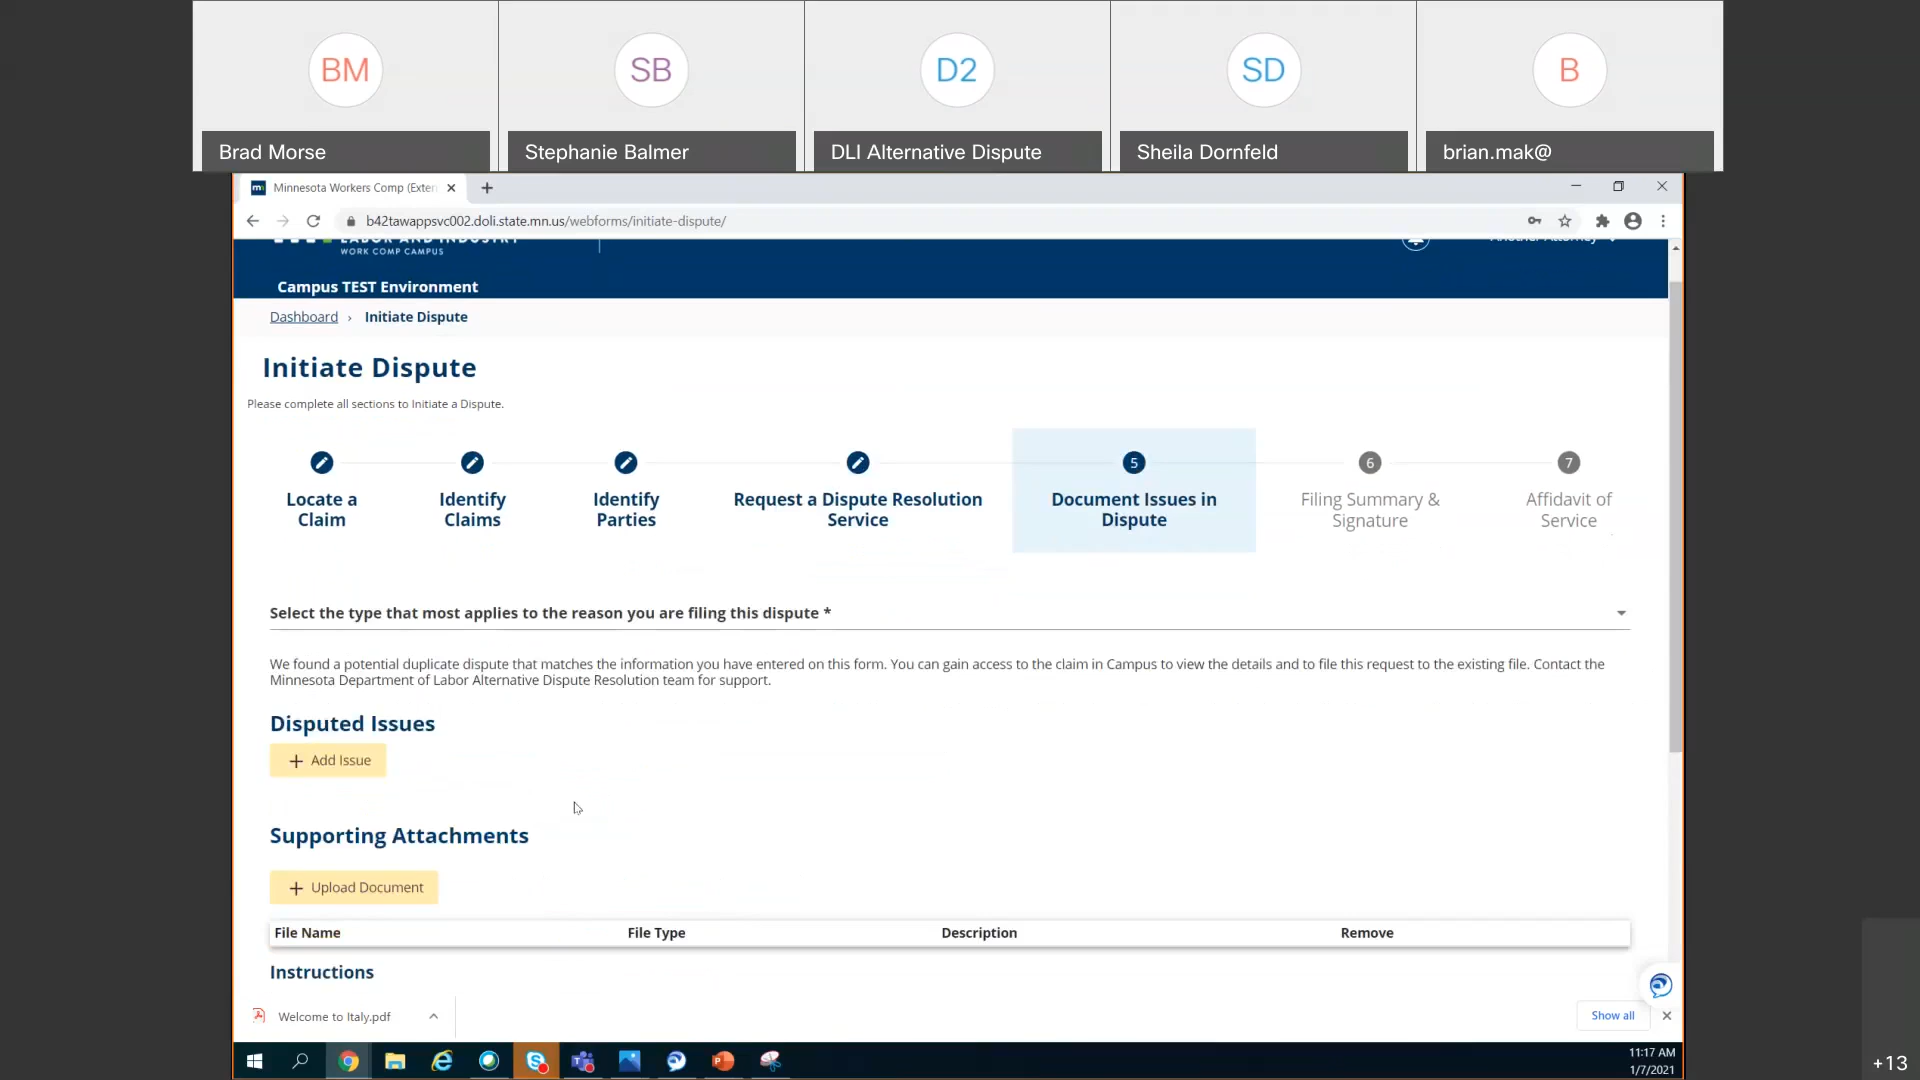 BM
SB
D2
SD
B
Brad Morse
Stephanie Balmer
DLI Alternative Dispute
Sheila Dornfeld
brian.mak@
Minnesota Workers Comp (Exter
b42tawappsvc002.doli.state.mn.us/webforms/initiate-dispute/
LABOR AND INDUSTRY
WORK COMP CAMPUS
Another Attorney
Campus TEST Environment
Dashboard › Initiate Dispute
Initiate Dispute
Please complete all sections to Initiate a Dispute.
5
6
7
Locate a
Claim
Identify
Claims
Identify
Parties
Request a Dispute Resolution
Service
Document Issues in
Dispute
Filing Summary &
Signature
Affidavit of
Service
Select the type that most applies to the reason you are filing this dispute *
We found a potential duplicate dispute that matches the information you have entered on this form. You can gain access to the claim in Campus to view the details and to file this request to the existing file. Contact the
Minnesota Department of Labor Alternative Dispute Resolution team for support.
Disputed Issues
+ Add Issue
Supporting Attachments
+ Upload Document
File Name File Type Description Remove
Instructions
Welcome to Italy.pdf
Show all
11:17 AM
1/7/2021
+13